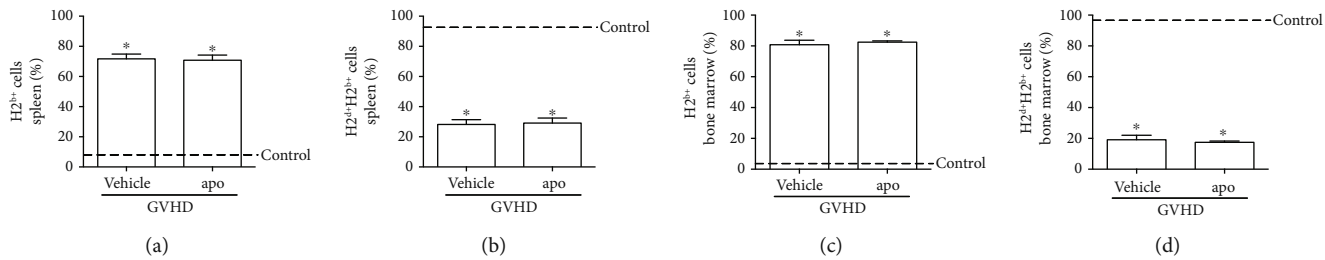 100
80
60
40
20
0
H2ᵇ⁺ cells
spleen (%)
*
*
Control
Vehicle
apo
GVHD
(a)
100
80
60
40
20
0
H2ᵈ⁺H2ᵇ⁺ cells
spleen (%)
Control
*
*
Vehicle
apo
GVHD
(b)
100
80
60
40
20
0
H2ᵇ⁺ cells
bone marrow (%)
*
*
Control
Vehicle
apo
GVHD
(c)
100
80
60
40
20
0
H2ᵈ⁺H2ᵇ⁺ cells
bone marrow (%)
Control
*
*
Vehicle
apo
GVHD
(d)